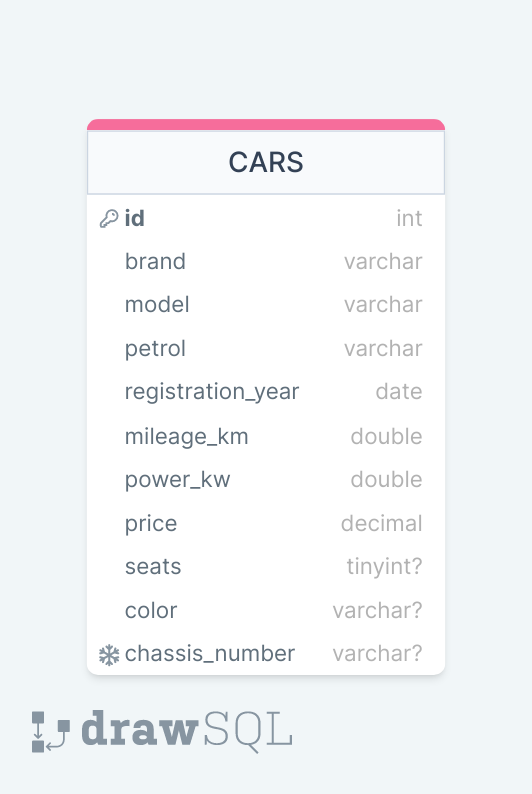 CARS
id int
brand varchar
model varchar
petrol varchar
registration_year date
mileage_km double
power_kw double
price decimal
seats tinyint?
color varchar?
chassis_number varchar?
drawSQL